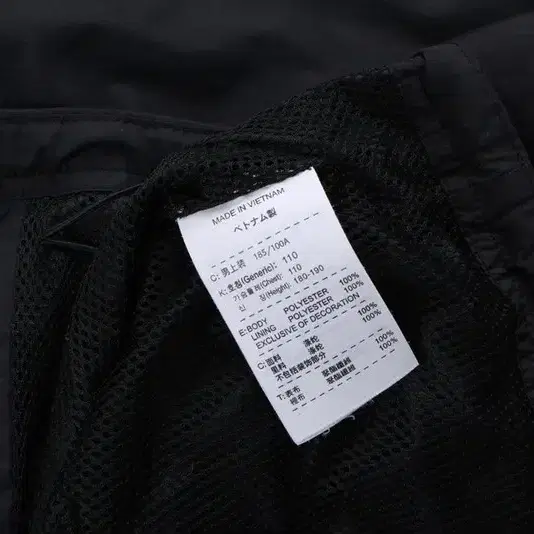 MADE IN VIETNAM
ベトナム製
C: 男上装 185/100A
K: 호칭(Generic): 110
가슴둘레(Chest): 110
신 장(Height): 180-190
E:BODY POLYESTER 100%
LINING POLYESTER 100%
EXCLUSIVE OF DECORATION
C: 面料 涤纶 100%
里料 涤纶 100%
不包括装饰部分
T: 表布 聚酯纖維 100%
裡布 聚酯纖維 100%